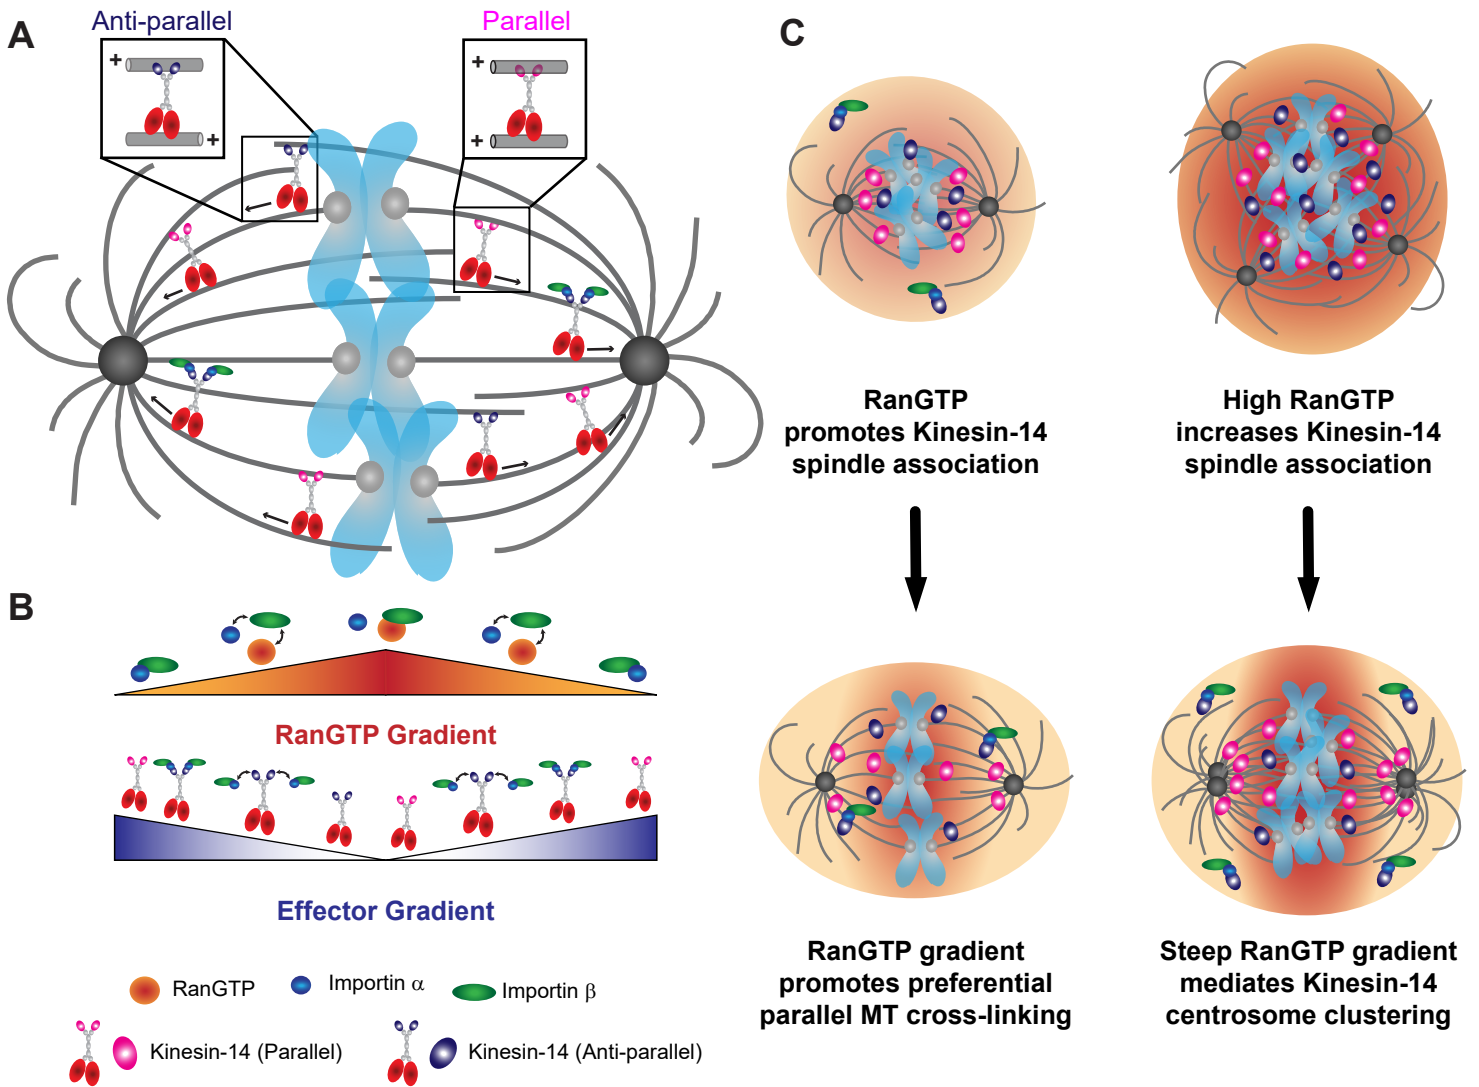 A
Anti-parallel
Parallel
+
+
+
+
B
RanGTP Gradient
Effector Gradient
RanGTP
Importin α
Importin β
Kinesin-14 (Parallel)
Kinesin-14 (Anti-parallel)
C
RanGTP
promotes Kinesin-14
spindle association
High RanGTP
increases Kinesin-14
spindle association
RanGTP gradient
promotes preferential
parallel MT cross-linking
Steep RanGTP gradient
mediates Kinesin-14
centrosome clustering